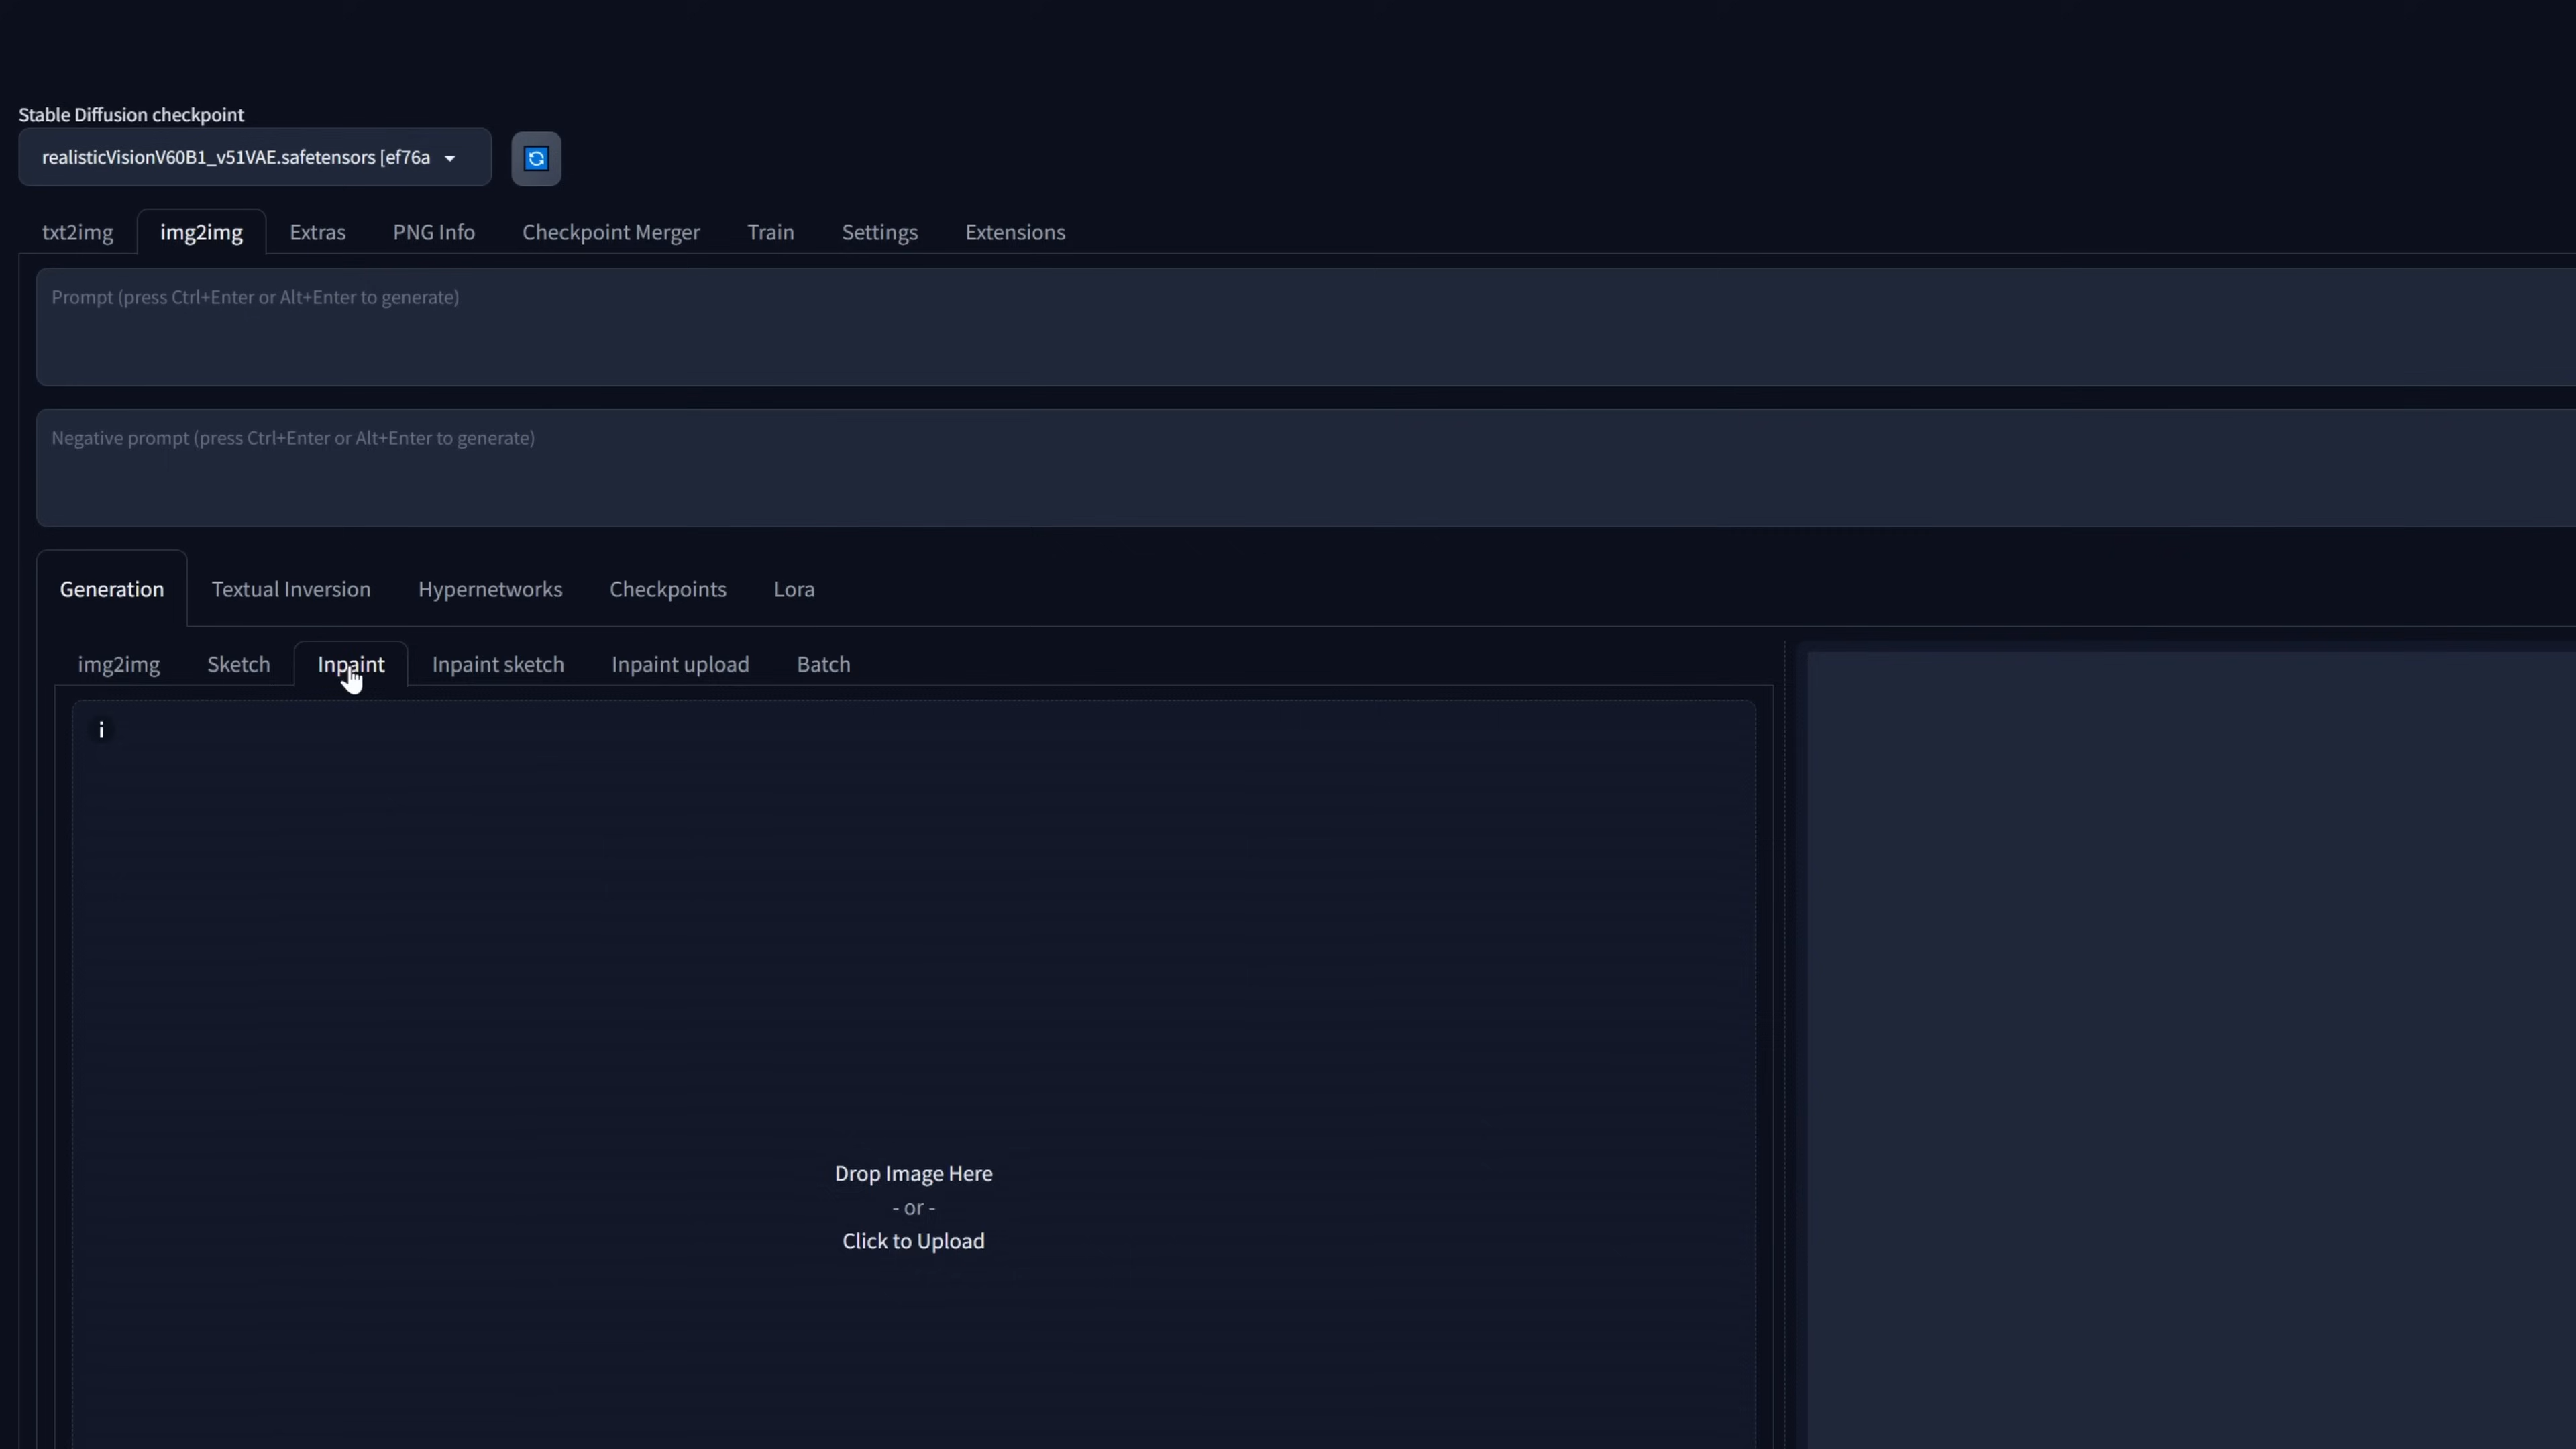 Stable Diffusion checkpoint
realisticVisionV60B1_v51VAE.safetensors [ef76a
txt2img img2img Extras PNG Info Checkpoint Merger Train Settings Extensions
Prompt (press Ctrl+Enter or Alt+Enter to generate)
Negative prompt (press Ctrl+Enter or Alt+Enter to generate)
Generation Textual Inversion Hypernetworks Checkpoints Lora
img2img Sketch Inpaint Inpaint sketch Inpaint upload Batch
i
Drop Image Here
- or -
Click to Upload